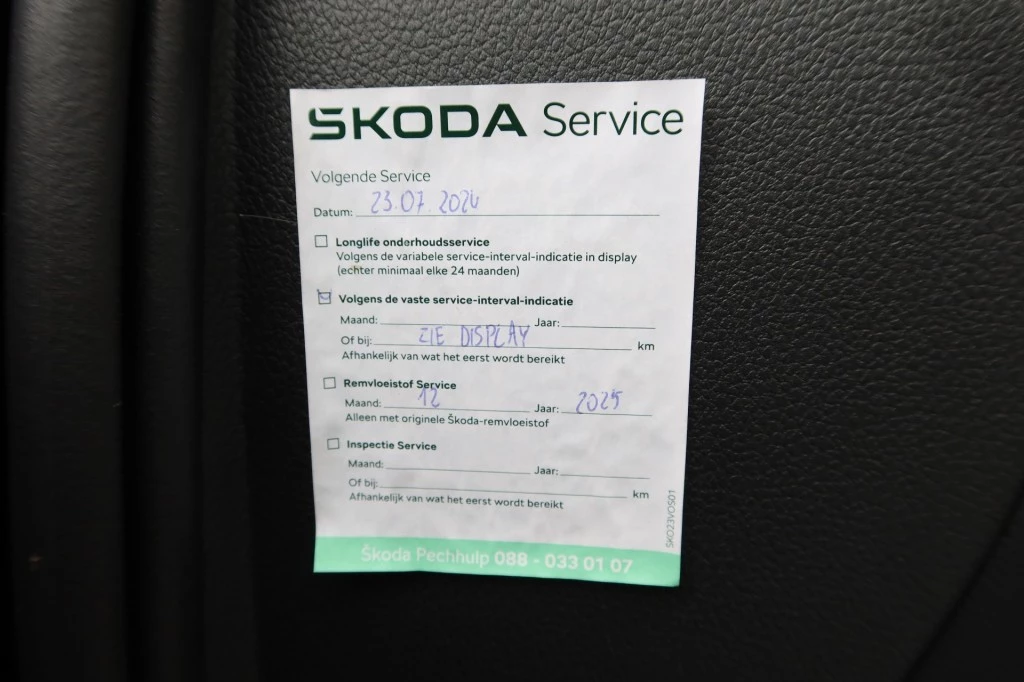 ŠKODA Service
Volgende Service
Datum: 23.07.2024
Longlife onderhoudsservice
Volgens de variabele service-interval-indicatie in display
(echter minimaal elke 24 maanden)
Volgens de vaste service-interval-indicatie
Maand: Jaar:
Of bij: ZIE DISPLAY km
Afhankelijk van wat het eerst wordt bereikt
Remvloeistof Service
Maand: 12 Jaar: 2025
Alleen met originele Škoda-remvloeistof
Inspectie Service
Maand: Jaar:
Of bij: km
Afhankelijk van wat het eerst wordt bereikt
SKO23VOS01
Škoda Pechhulp 088 - 033 01 07